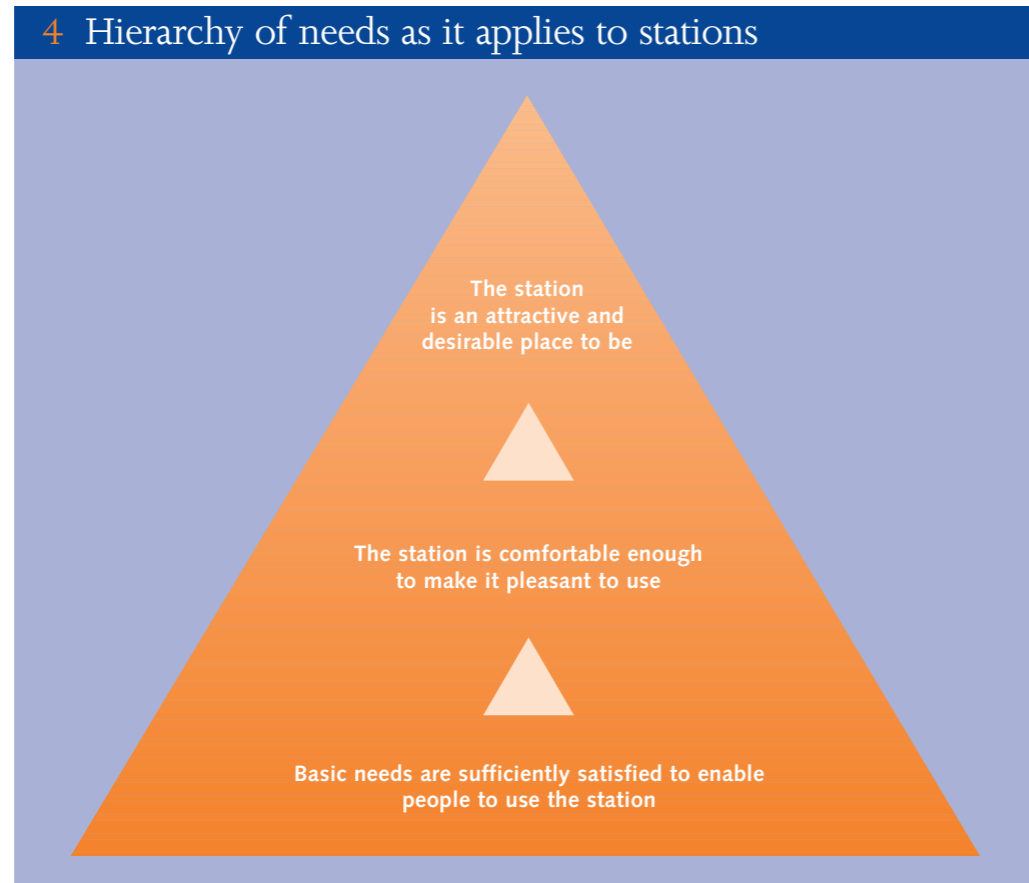 4 Hierarchy of needs as it applies to stations
The station
is an attractive and
desirable place to be
The station is comfortable enough
to make it pleasant to use
Basic needs are sufficiently satisfied to enable
people to use the station